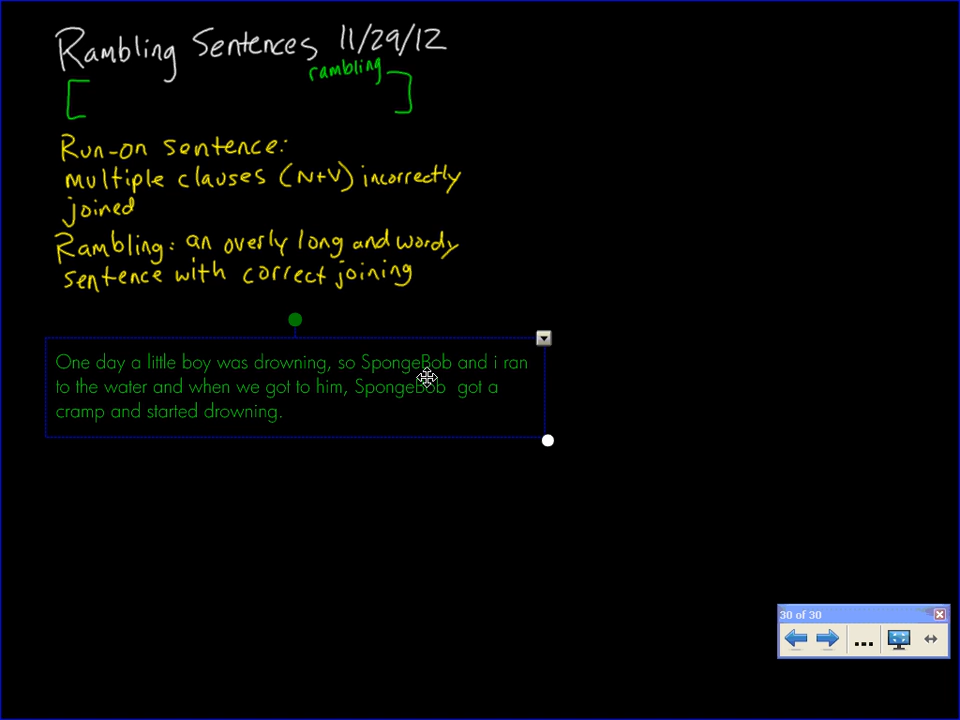 Rambling Sentences 11/29/12
rambling
[ ]
Run-on sentence:
multiple clauses (N+V) incorrectly
joined
Rambling: an overly long and wordy
sentence with correct joining
One day a little boy was drowning, so SpongeBob and i ran
to the water and when we got to him, SpongeBob got a
cramp and started drowning.
30 of 30
...